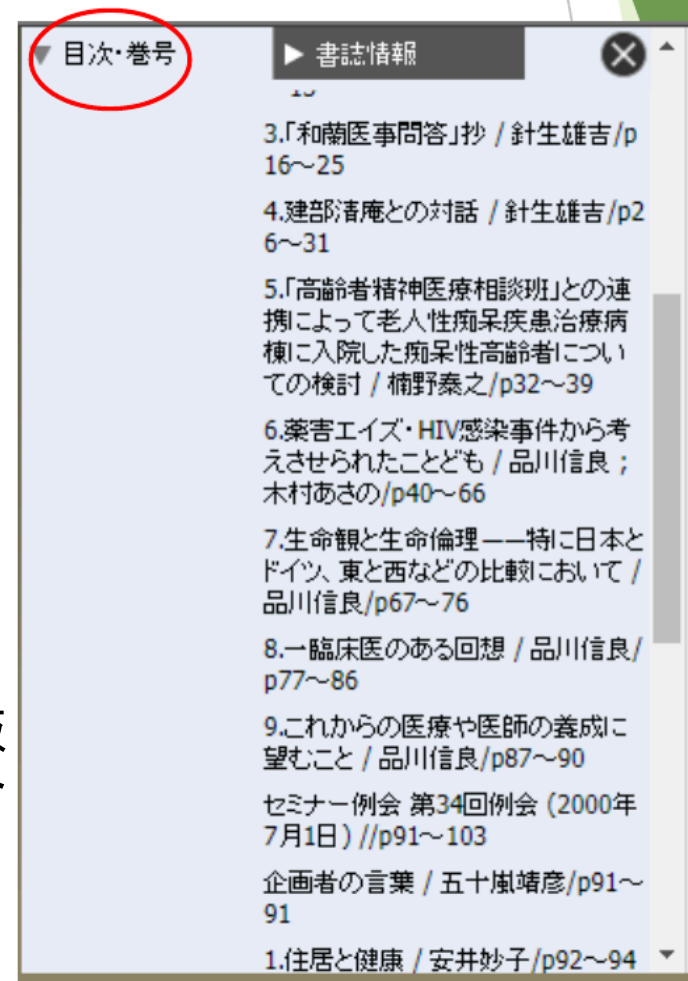 ▼ 目次・巻号
▶ 書誌情報
3.「和蘭医事問答」抄 / 針生雄吉/p
16～25
4.建部清庵との対話 / 針生雄吉/p2
6～31
5.「高齢者精神医療相談班」との連
携によって老人性痴呆疾患治療病
棟に入院した痴呆性高齢者につい
ての検討 / 楠野泰之/p32～39
6.薬害エイズ・HIV感染事件から考
えさせられたことども / 品川信良 ;
木村あさの/p40～66
7.生命観と生命倫理――特に日本と
ドイツ、東と西などの比較において /
品川信良/p67～76
8.一臨床医のある回想 / 品川信良/
p77～86
9.これからの医療や医師の養成に
望むこと / 品川信良/p87～90
セミナー例会 第34回例会 (2000年
7月1日) //p91～103
企画者の言葉 / 五十嵐靖彦/p91～
91
1.住居と健康 / 安井妙子/p92～94